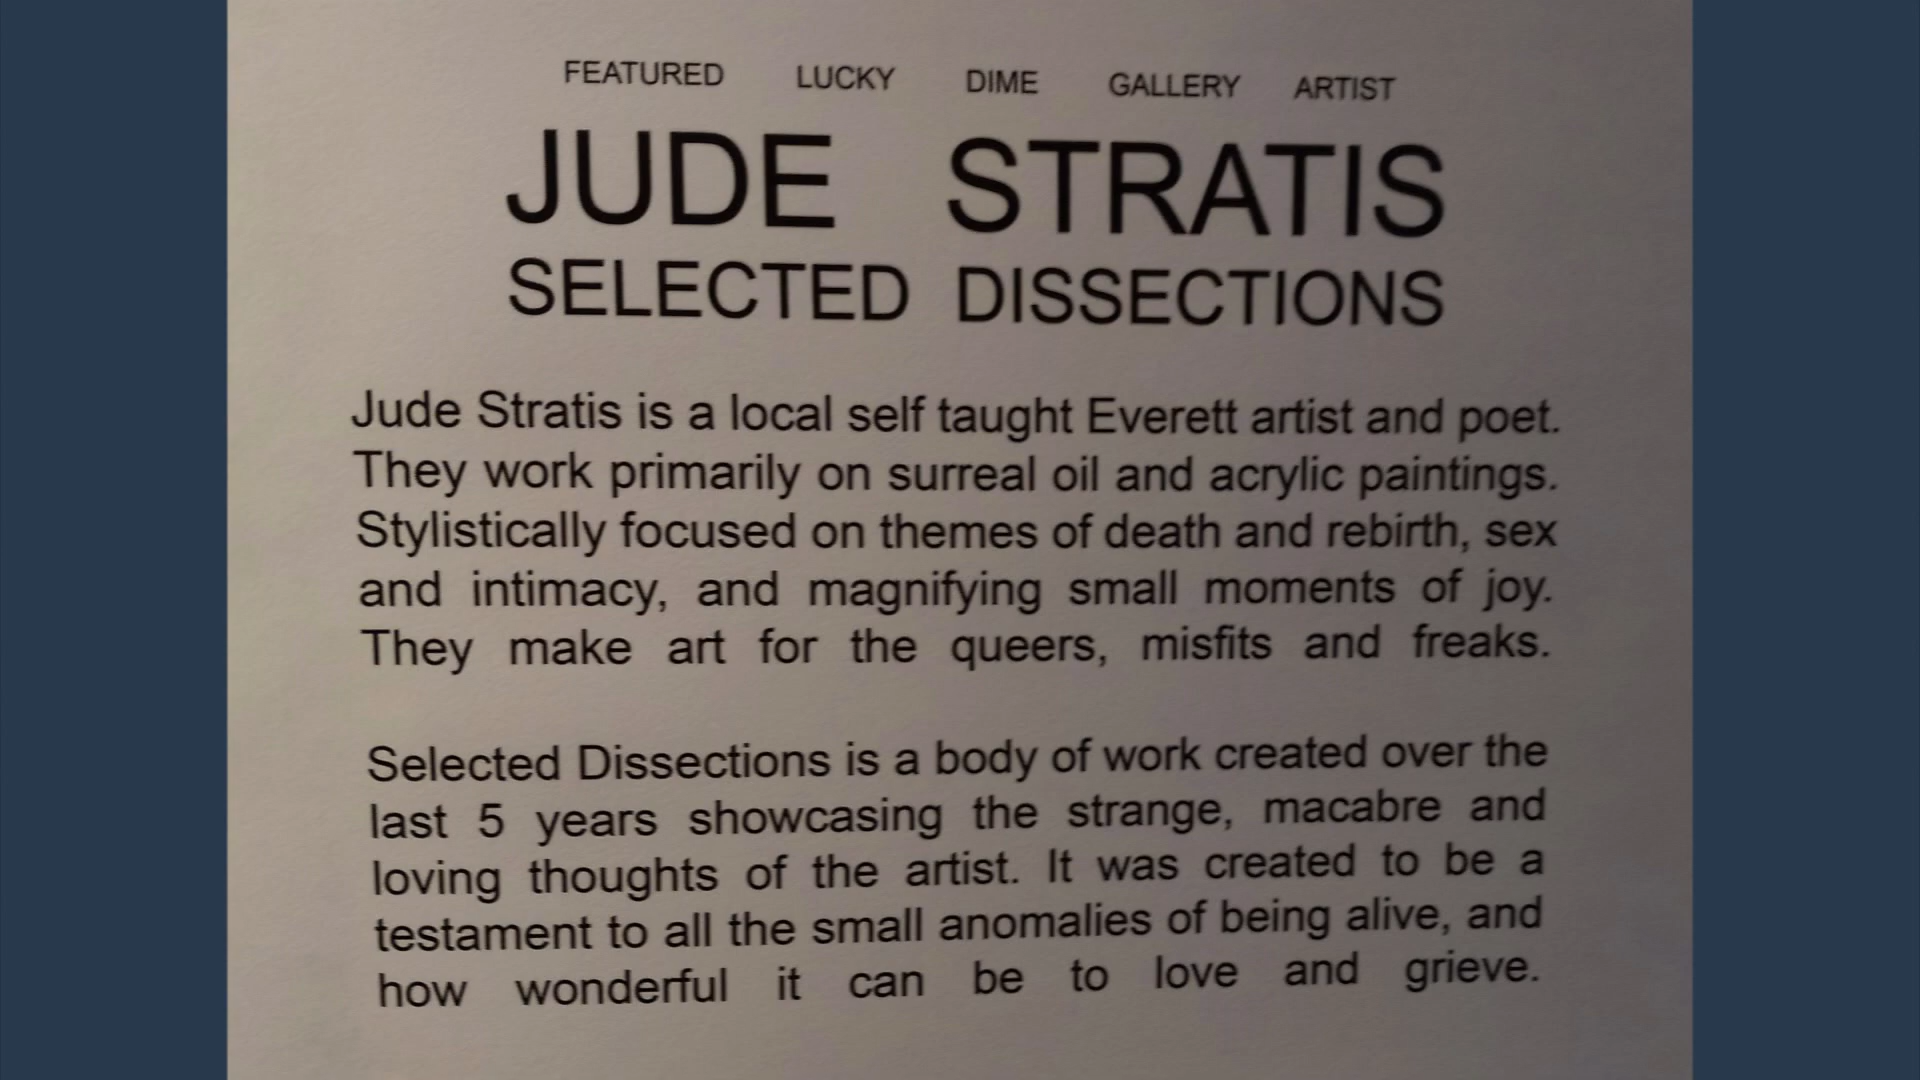 FEATURED LUCKY DIME GALLERY ARTIST
JUDE STRATIS
SELECTED DISSECTIONS
Jude Stratis is a local self taught Everett artist and poet.
They work primarily on surreal oil and acrylic paintings.
Stylistically focused on themes of death and rebirth, sex
and intimacy, and magnifying small moments of joy.
They make art for the queers, misfits and freaks.
Selected Dissections is a body of work created over the
last 5 years showcasing the strange, macabre and
loving thoughts of the artist. It was created to be a
testament to all the small anomalies of being alive, and
how wonderful it can be to love and grieve.